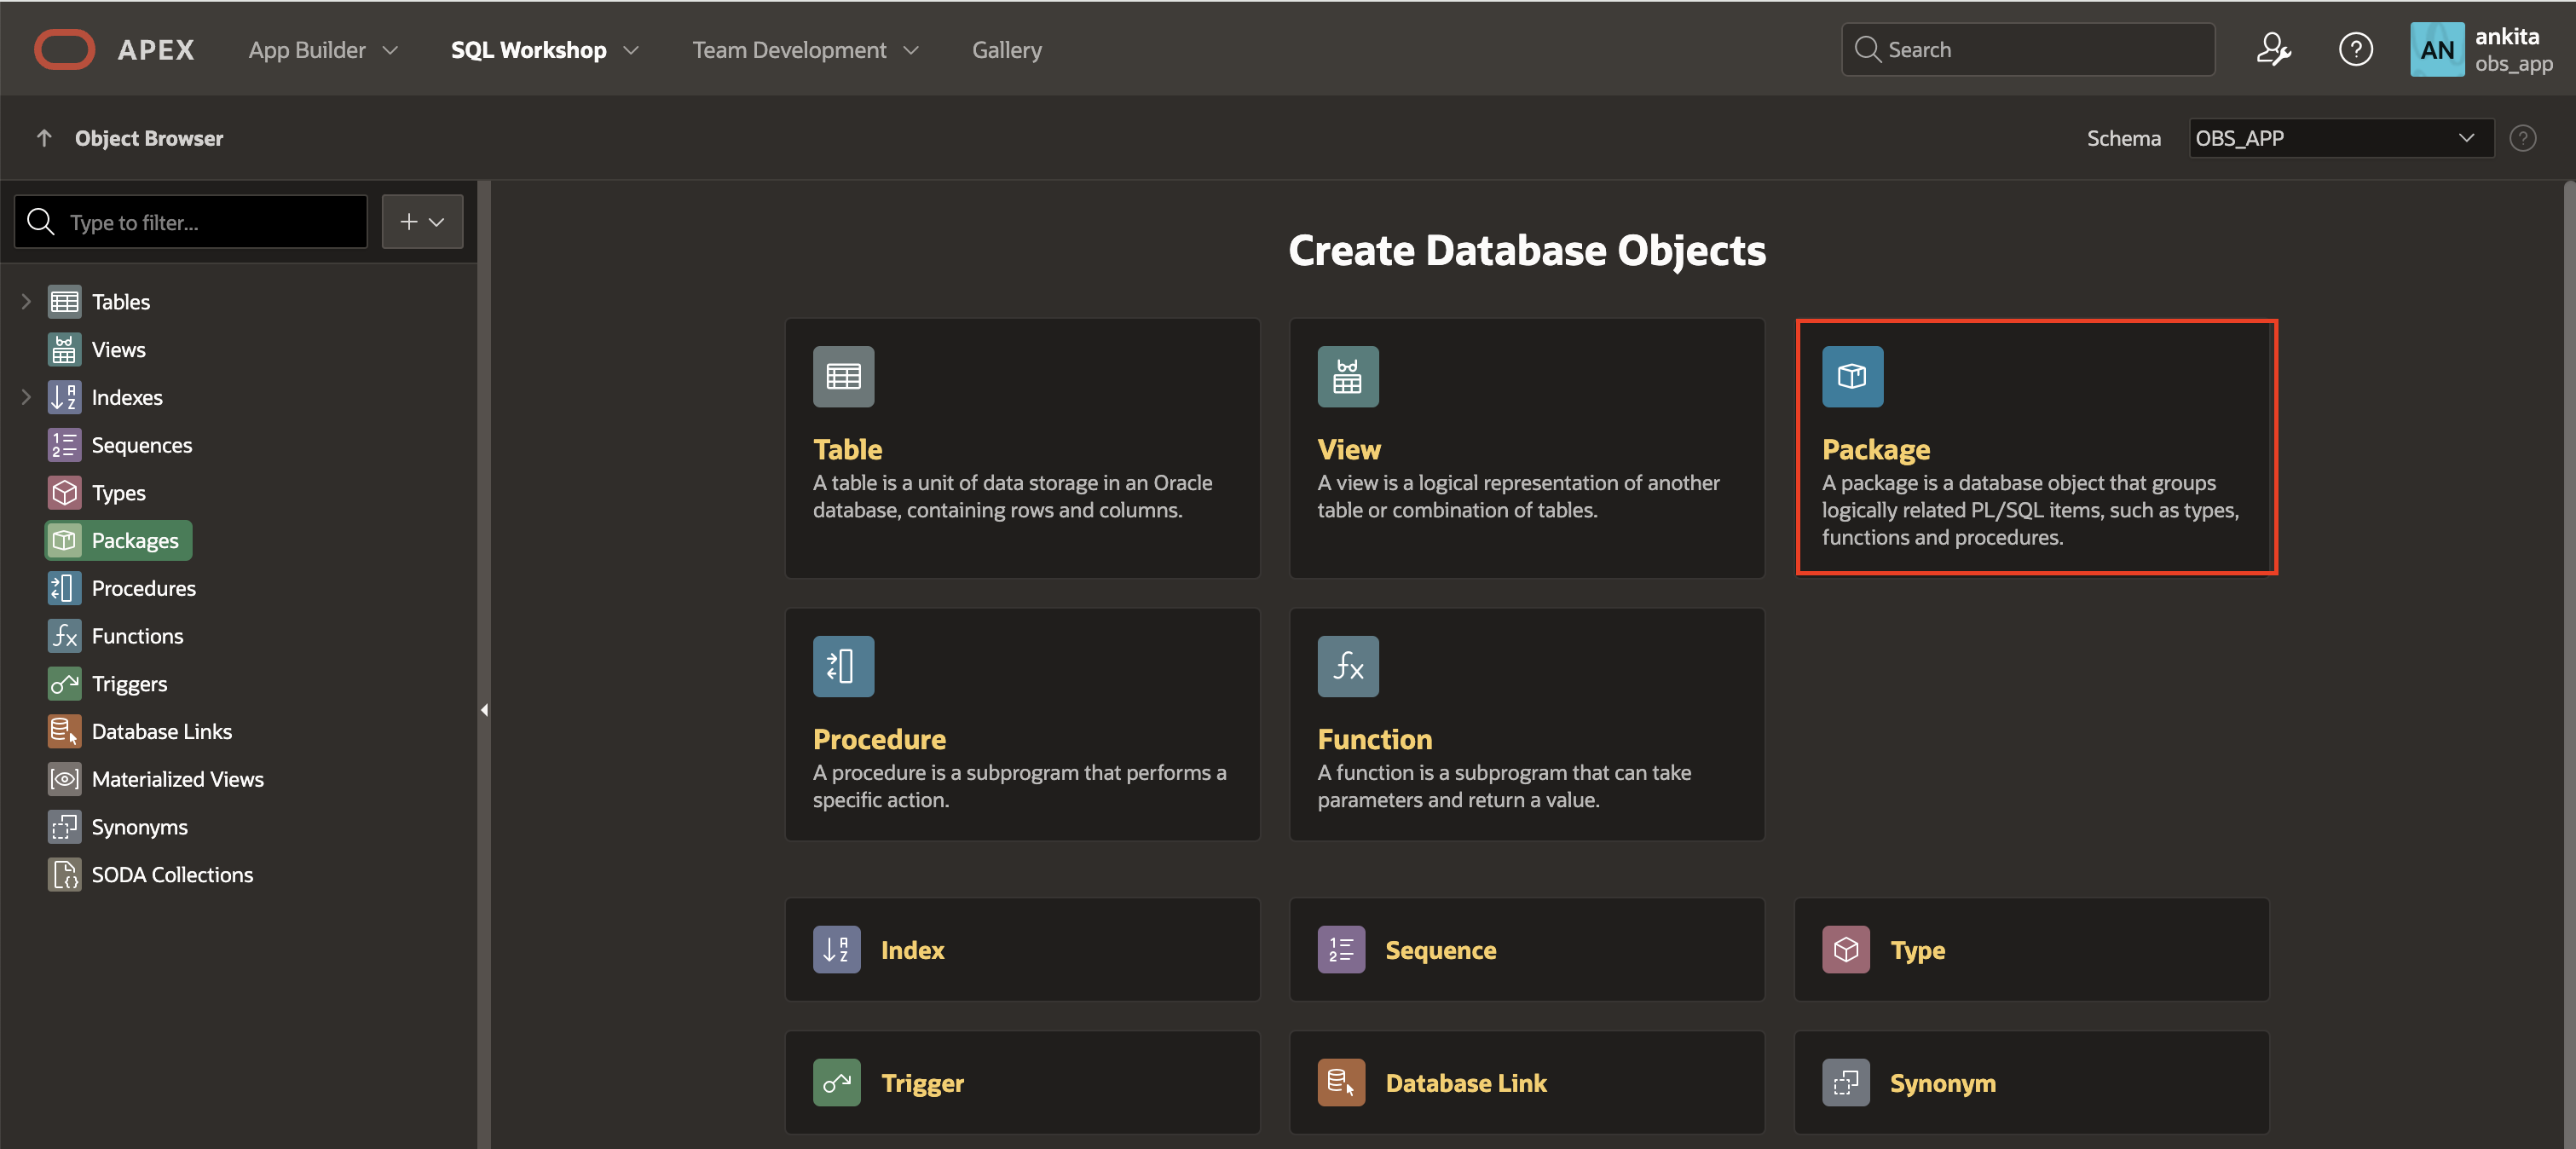 APEX
App Builder
SQL Workshop
Team Development
Gallery
Search
AN
ankita
obs_app
Object Browser
Schema
OBS_APP
Type to filter...
Tables
Views
Indexes
Sequences
Types
Packages
Procedures
Functions
Triggers
Database Links
Materialized Views
Synonyms
SODA Collections
Create Database Objects
Table
A table is a unit of data storage in an Oracle
database, containing rows and columns.
View
A view is a logical representation of another
table or combination of tables.
Package
A package is a database object that groups
logically related PL/SQL items, such as types,
functions and procedures.
Procedure
A procedure is a subprogram that performs a
specific action.
Function
A function is a subprogram that can take
parameters and return a value.
Index
Sequence
Type
Trigger
Database Link
Synonym